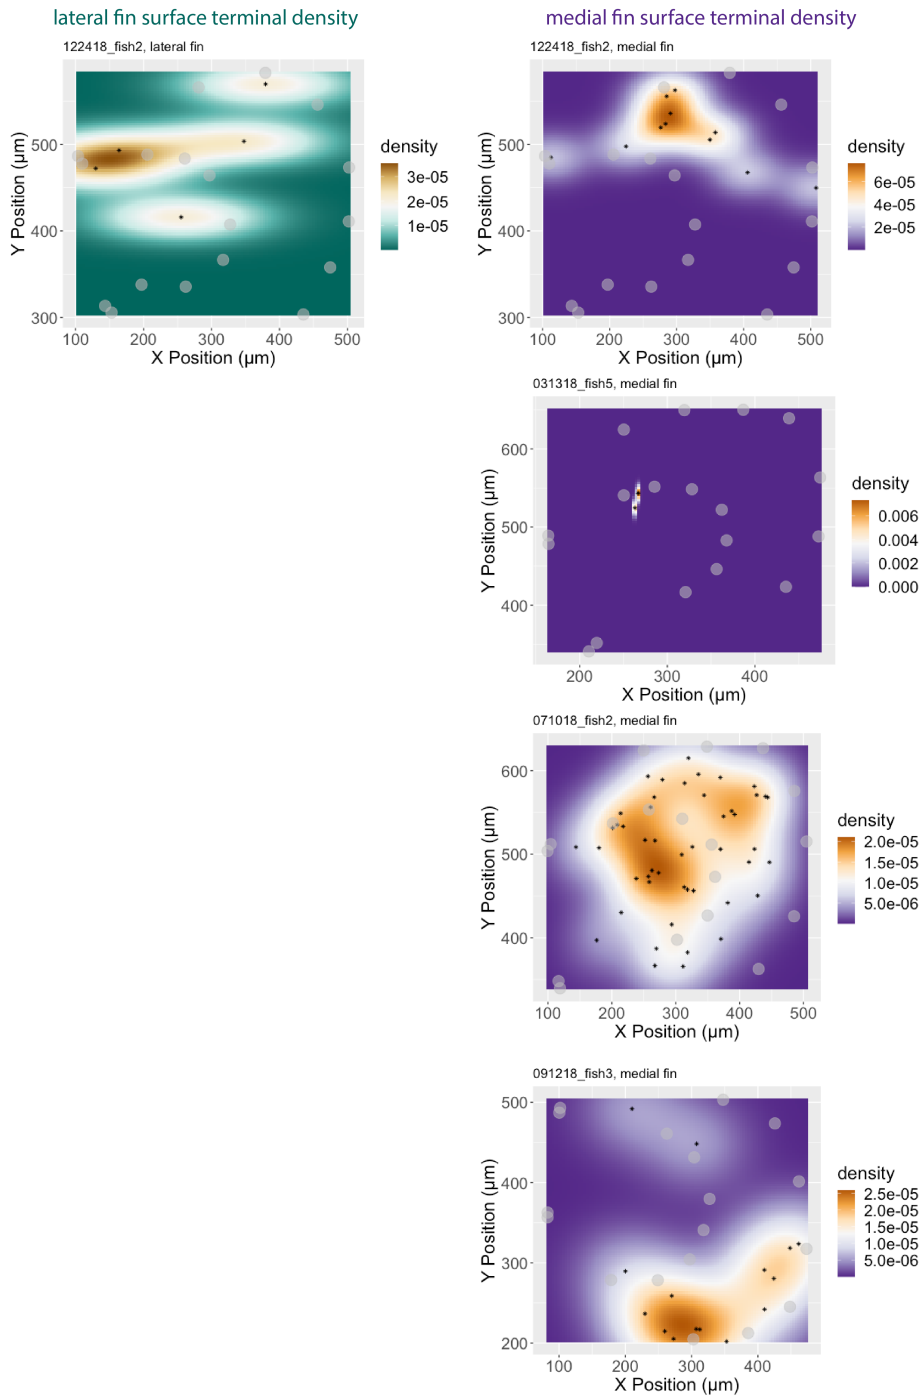 lateral fin surface terminal density
medial fin surface terminal density
122418_fish2, lateral fin
500
400
300
Y Position (µm)
100 200 300 400 500
X Position (µm)
density
3e-05
2e-05
1e-05
122418_fish2, medial fin
500
400
300
Y Position (µm)
100 200 300 400 500
X Position (µm)
density
6e-05
4e-05
2e-05
031318_fish5, medial fin
600
500
400
Y Position (µm)
200 300 400
X Position (µm)
density
0.006
0.004
0.002
0.000
071018_fish2, medial fin
600
500
400
Y Position (µm)
100 200 300 400 500
X Position (µm)
density
2.0e-05
1.5e-05
1.0e-05
5.0e-06
091218_fish3, medial fin
500
400
300
200
Y Position (µm)
100 200 300 400
X Position (µm)
density
2.5e-05
2.0e-05
1.5e-05
1.0e-05
5.0e-06